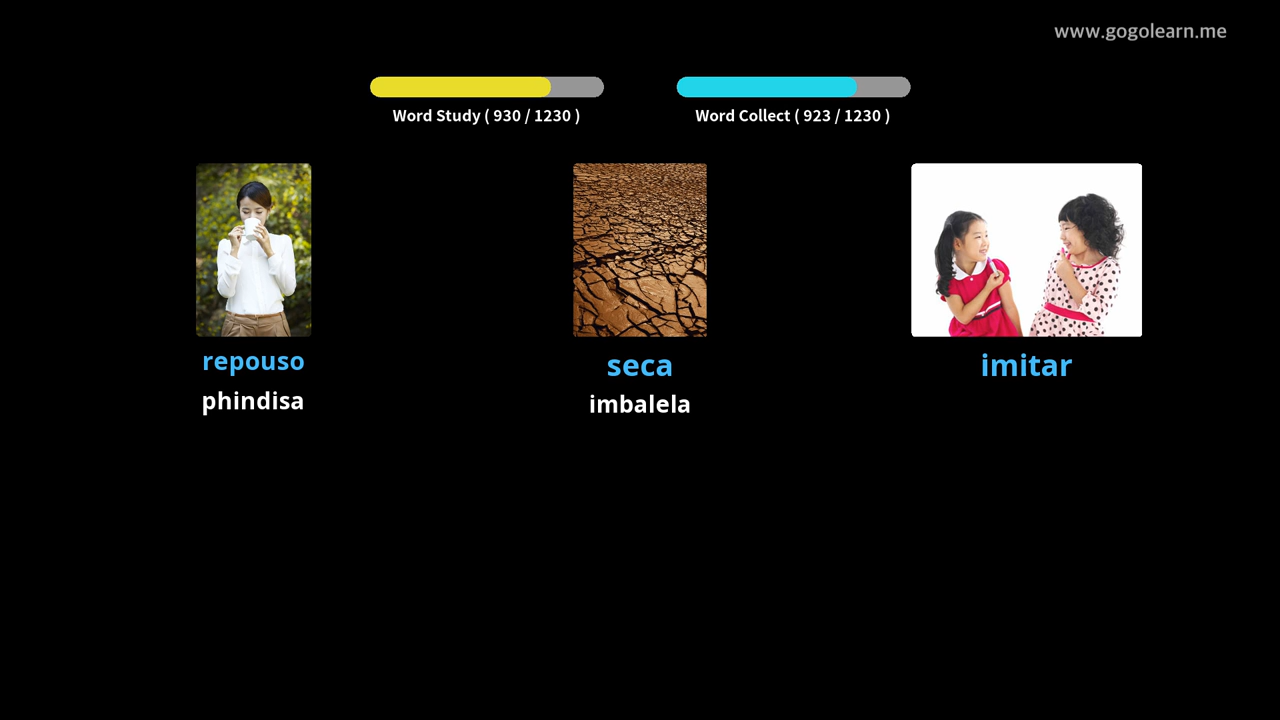 www.gogolearn.me
Word Study ( 930 / 1230 )
Word Collect ( 923 / 1230 )
repouso
phindisa
seca
imbalela
imitar